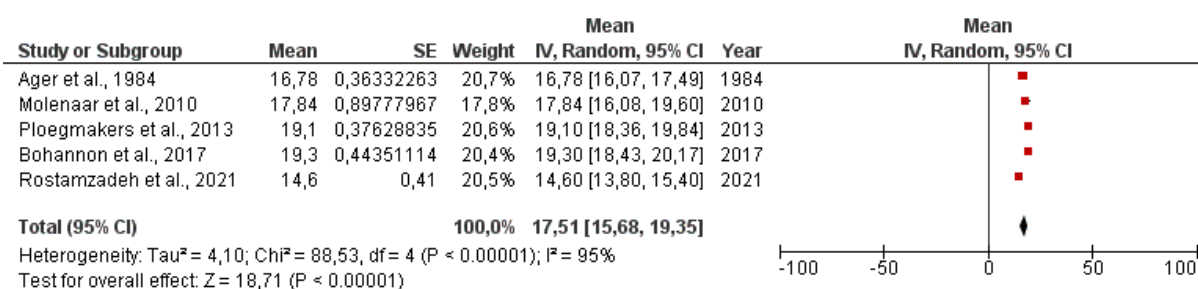 Mean Mean
Study or Subgroup Mean SE Weight IV, Random, 95% CI Year IV, Random, 95% CI
Ager et al., 1984 16,78 0,36332263 20,7% 16,78 [16,07, 17,49] 1984
Molenaar et al., 2010 17,84 0,89777967 17,8% 17,84 [16,08, 19,60] 2010
Ploegmakers et al., 2013 19,1 0,37628835 20,6% 19,10 [18,36, 19,84] 2013
Bohannon et al., 2017 19,3 0,44351114 20,4% 19,30 [18,43, 20,17] 2017
Rostamzadeh et al., 2021 14,6 0,41 20,5% 14,60 [13,80, 15,40] 2021
Total (95% CI) 100,0% 17,51 [15,68, 19,35]
Heterogeneity: Tau² = 4,10; Chi² = 88,53, df = 4 (P < 0.00001); I² = 95%
Test for overall effect: Z = 18,71 (P < 0.00001)
-100 -50 0 50 100